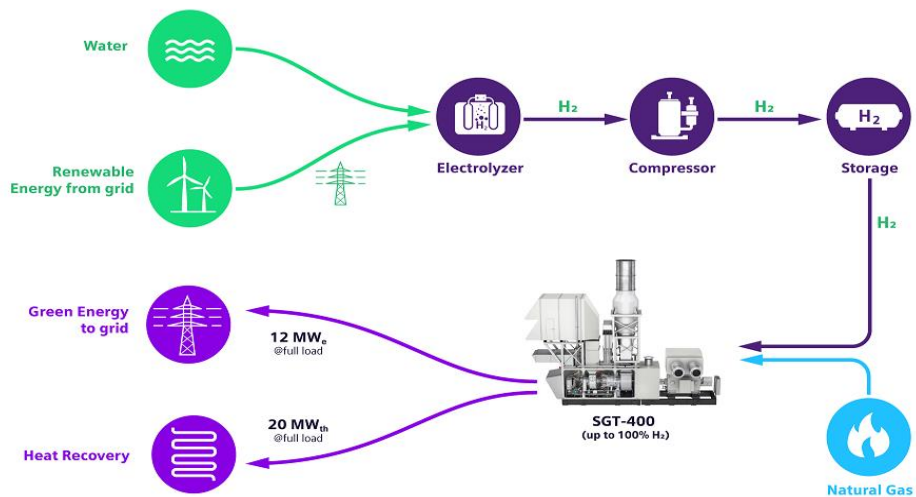 Water
Renewable
Energy from grid
H₂
Electrolyzer
H₂
Compressor
H₂
H₂
Storage
H₂
Green Energy
to grid
12 MWₑ
@full load
20 MWₜₕ
@full load
Heat Recovery
SGT-400
(up to 100% H₂)
Natural Gas